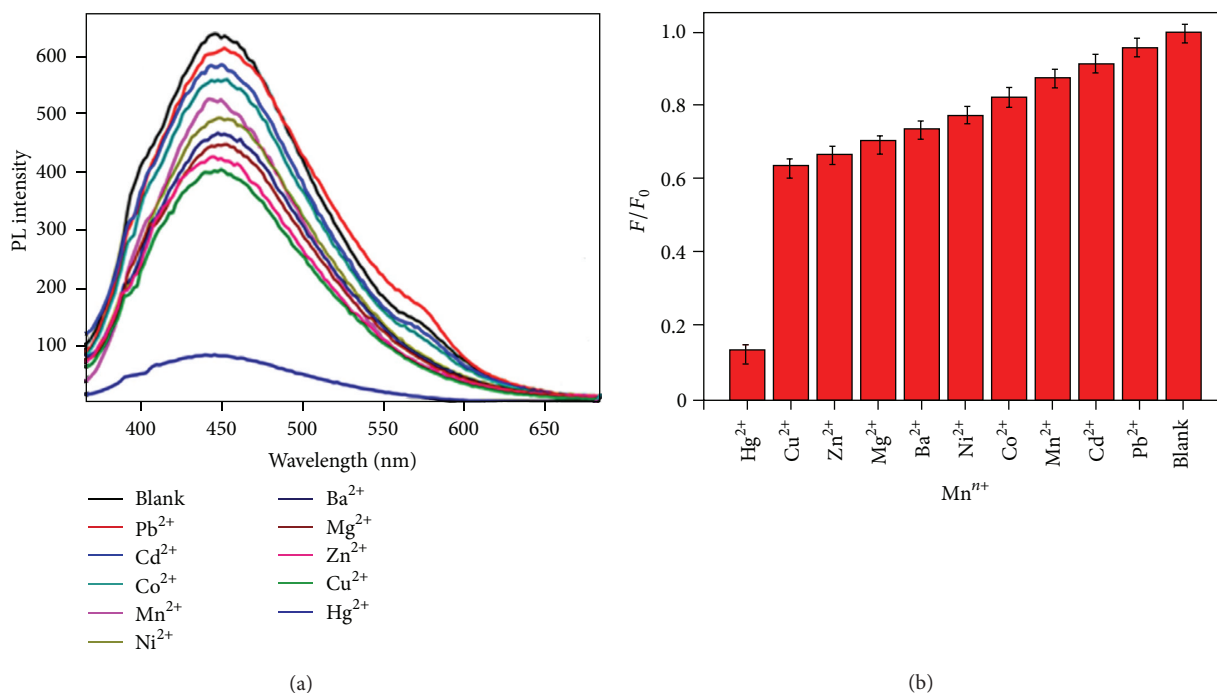 600
500
400
300
200
100
PL intensity
400
450
500
550
600
650
Wavelength (nm)
Blank
Pb²⁺
Cd²⁺
Co²⁺
Mn²⁺
Ni²⁺
Ba²⁺
Mg²⁺
Zn²⁺
Cu²⁺
Hg²⁺
(a)
1.0
0.8
0.6
0.4
0.2
0
F/F₀
Hg²⁺
Cu²⁺
Zn²⁺
Mg²⁺
Ba²⁺
Ni²⁺
Co²⁺
Mn²⁺
Cd²⁺
Pb²⁺
Blank
Mnⁿ⁺
(b)